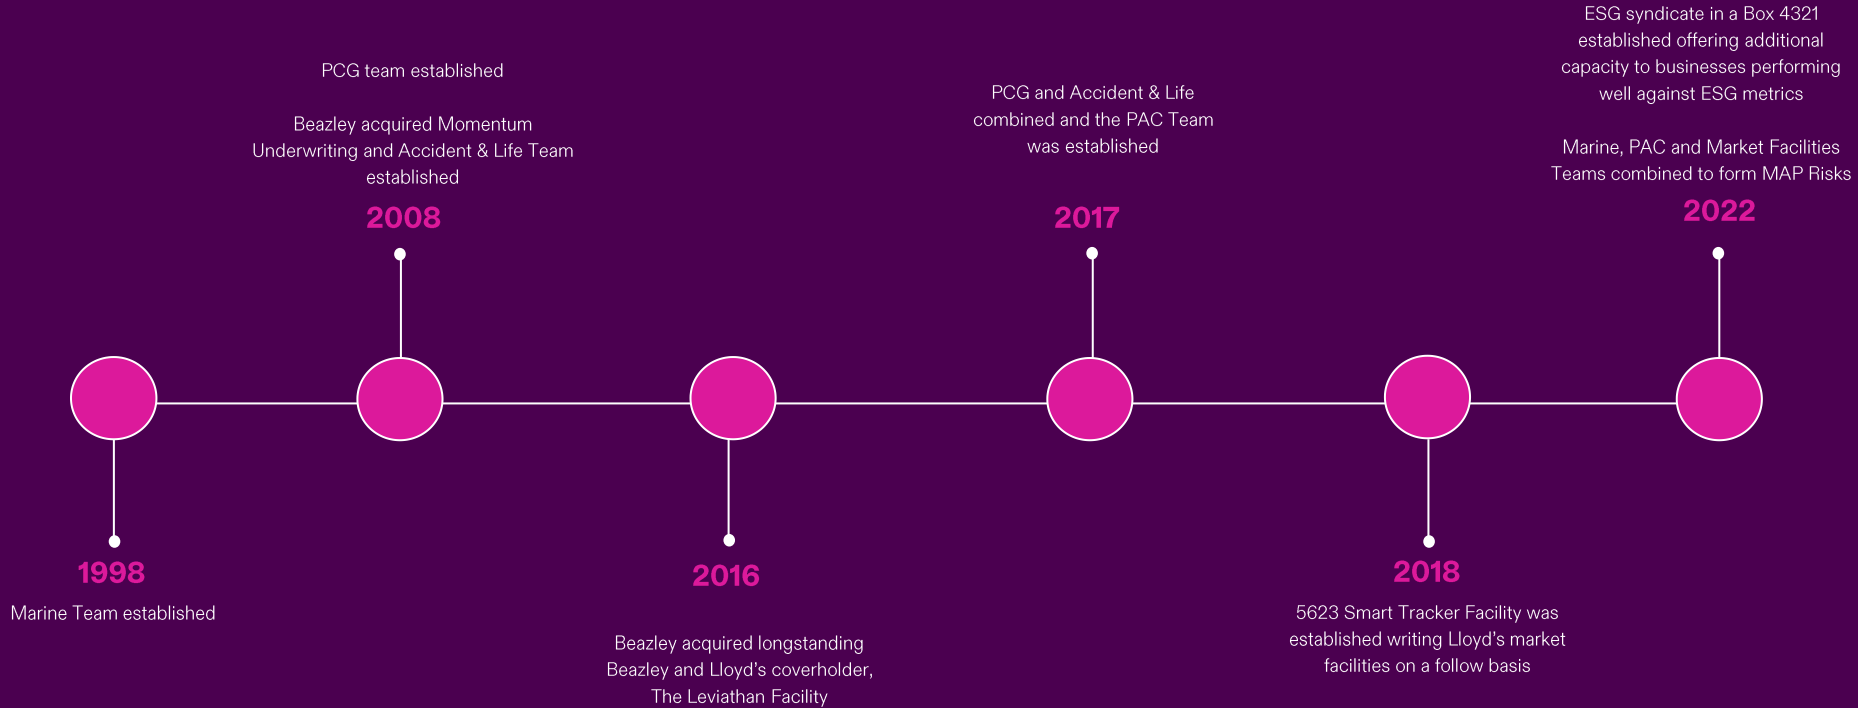 PCG team established
Beazley acquired Momentum
Underwriting and Accident & Life Team
established
2008
PCG and Accident & Life
combined and the PAC Team
was established
2017
ESG syndicate in a Box 4321
established offering additional
capacity to businesses performing
well against ESG metrics
Marine, PAC and Market Facilities
Teams combined to form MAP Risks
2022
1998
Marine Team established
2016
Beazley acquired longstanding
Beazley and Lloyd's coverholder,
The Leviathan Facility
2018
5623 Smart Tracker Facility was
established writing Lloyd's market
facilities on a follow basis